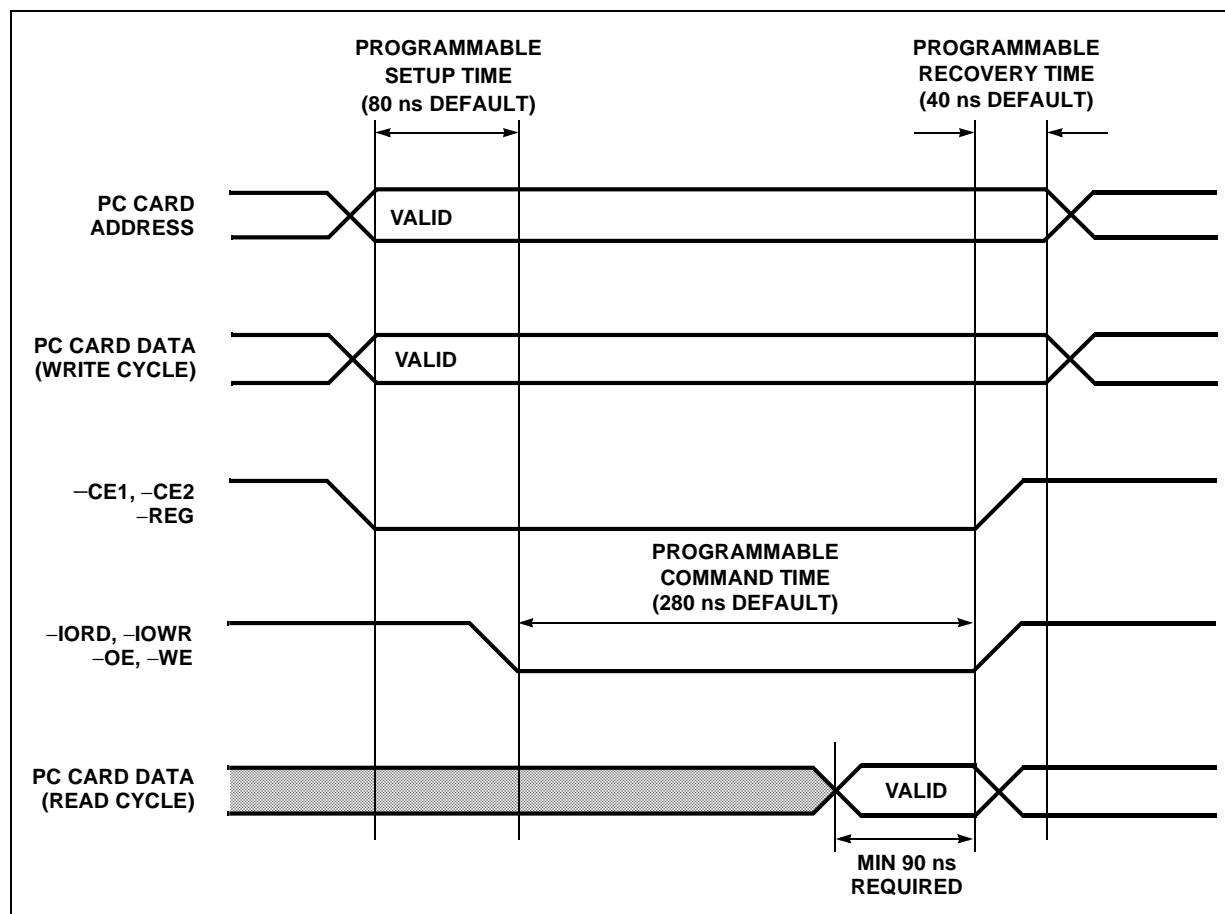 PROGRAMMABLE
SETUP TIME
(80 ns DEFAULT)
PROGRAMMABLE
RECOVERY TIME
(40 ns DEFAULT)
PC CARD
ADDRESS
VALID
PC CARD DATA
(WRITE CYCLE)
VALID
–CE1, –CE2
–REG
PROGRAMMABLE
COMMAND TIME
(280 ns DEFAULT)
–IORD, –IOWR
–OE, –WE
PC CARD DATA
(READ CYCLE)
VALID
MIN 90 ns
REQUIRED